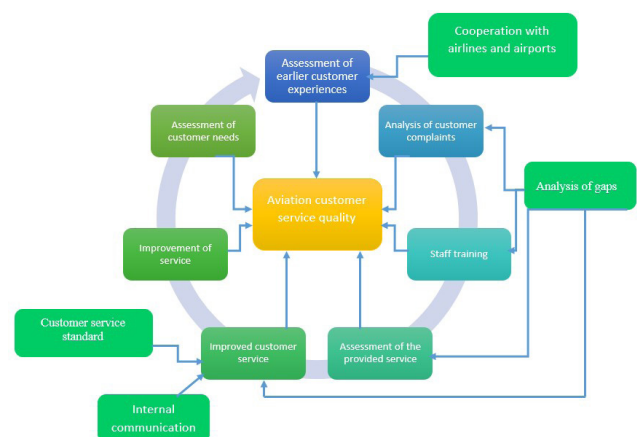 Cooperation with
airlines and airports
Assessment of
earlier customer
experiences
Assessment of
customer needs
Analysis of customer
complaints
Analysis of gaps
Aviation customer
service quality
Improvement of
service
Staff training
Customer service
standard
Improved customer
service
Assessment of the
provided service
Internal
communication